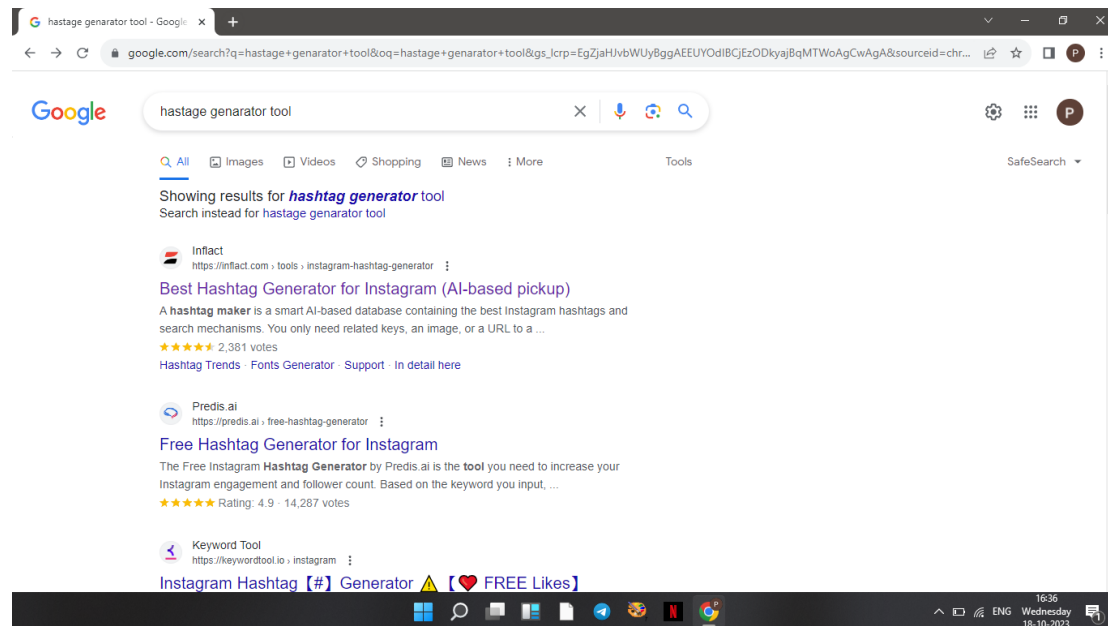 hastage genarator tool - Google
google.com/search?q=hastage+genarator+tool&oq=hastage+genarator+tool&gs_lcrp=EgZjaHJvbWUyBggAEEUYOdIBCjEzODkyajBqMTWoAgCwAgA&sourceid=chr...
P
Google
hastage genarator tool
P
All Images Videos Shopping News More Tools SafeSearch
Showing results for hashtag generator tool
Search instead for hastage genarator tool
Inflact
https://inflact.com › tools › instagram-hashtag-generator
Best Hashtag Generator for Instagram (AI-based pickup)
A hashtag maker is a smart AI-based database containing the best Instagram hashtags and
search mechanisms. You only need related keys, an image, or a URL to a ...
2,381 votes
Hashtag Trends · Fonts Generator · Support · In detail here
Predis.ai
https://predis.ai › free-hashtag-generator
Free Hashtag Generator for Instagram
The Free Instagram Hashtag Generator by Predis.ai is the tool you need to increase your
Instagram engagement and follower count. Based on the keyword you input, ...
Rating: 4.9 · 14,287 votes
Keyword Tool
https://keywordtool.io › instagram
Instagram Hashtag【#】Generator ⚠️【❤️ FREE Likes】
N
P
ENG
16:36
Wednesday
18-10-2023
1